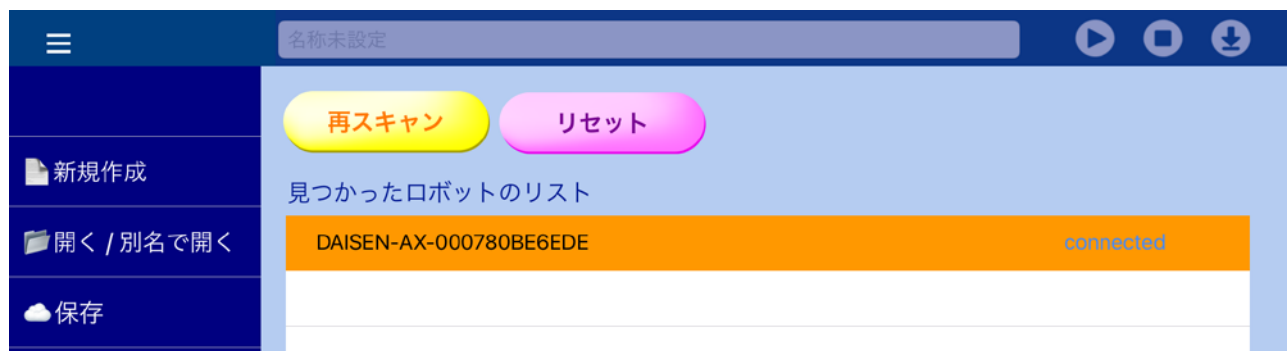 名称未設定
再スキャン
リセット
新規作成
見つかったロボットのリスト
開く / 別名で開く
DAISEN-AX-000780BE6EDE
connected
保存